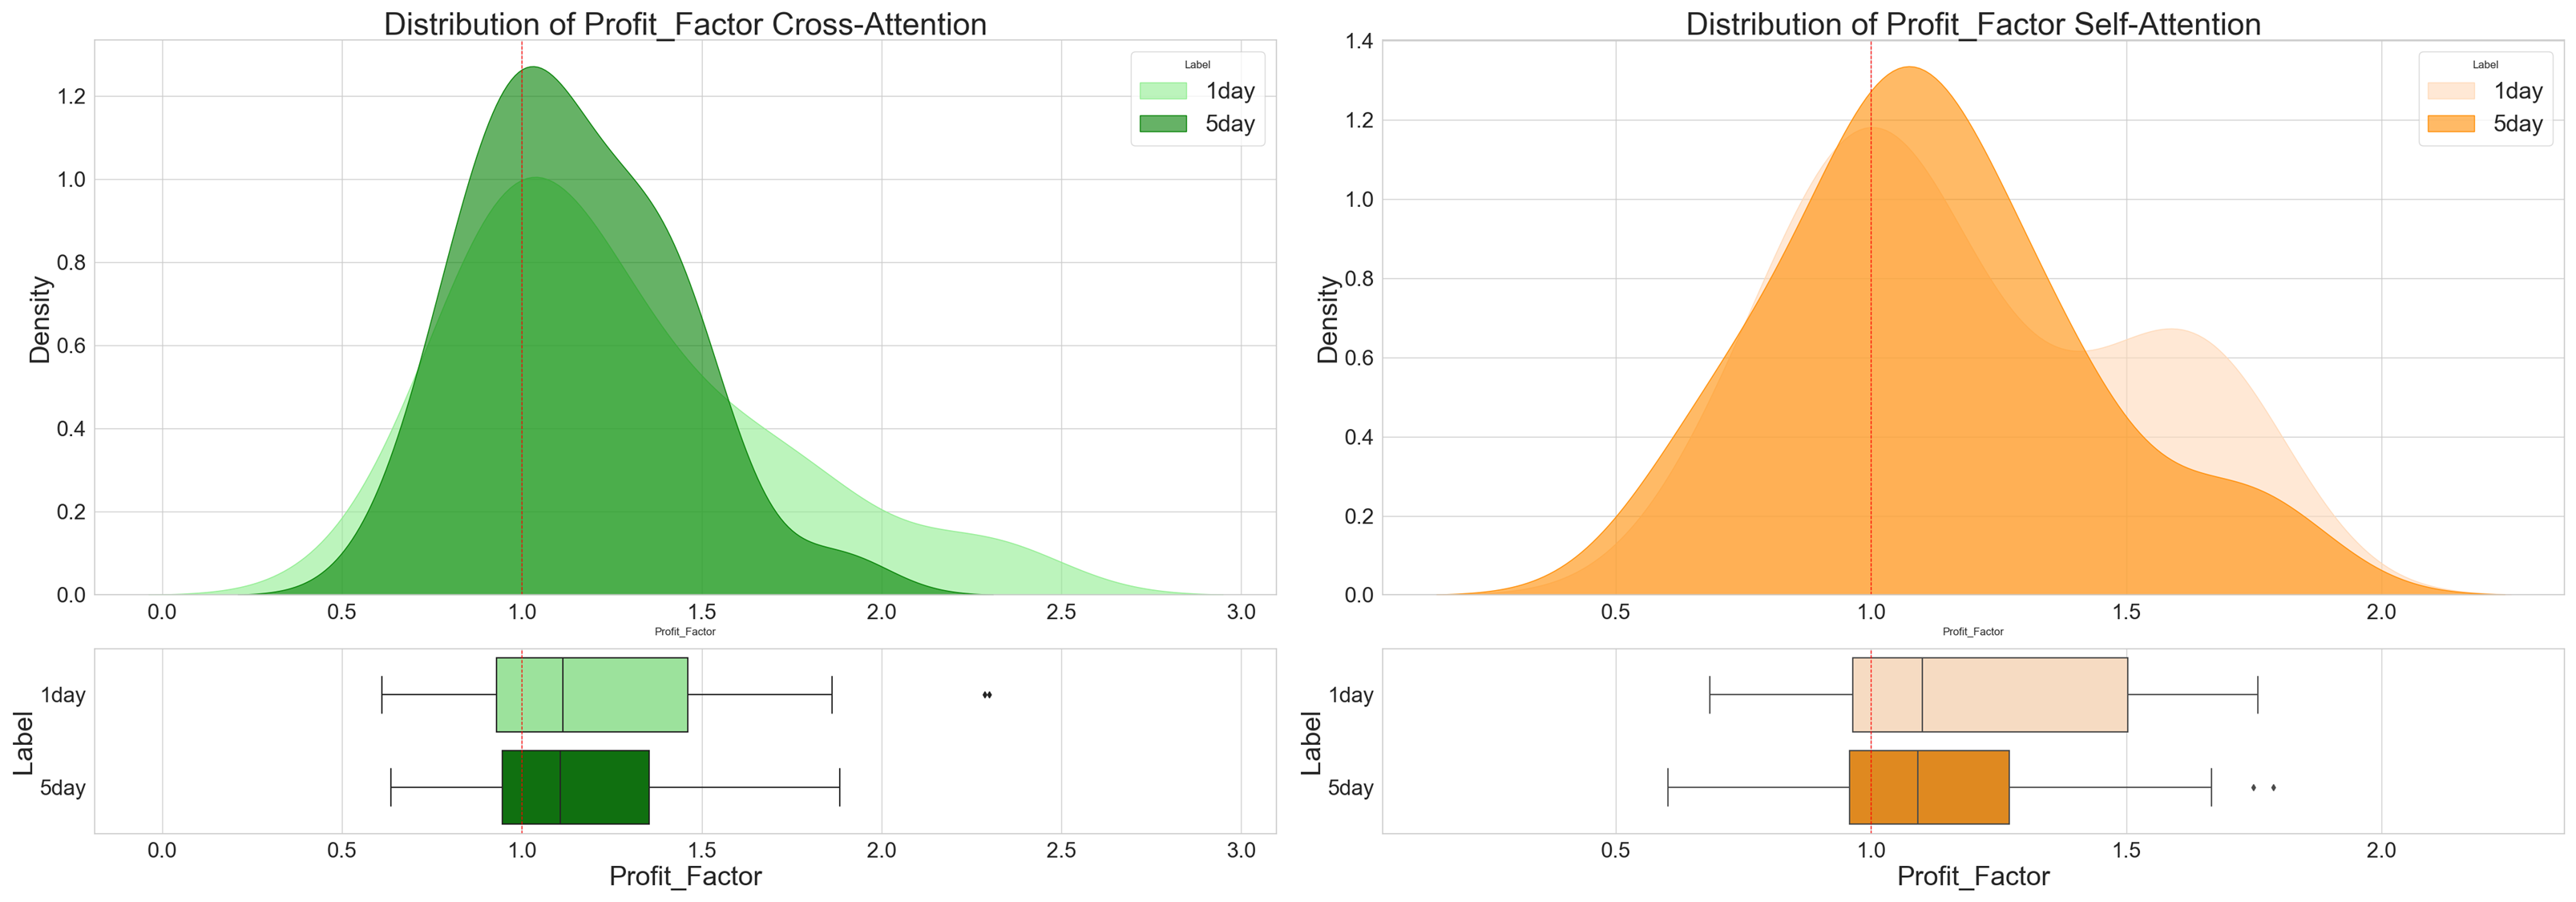 Distribution of Profit_Factor Cross-Attention
Label
1day
5day
Density
1.2
1.0
0.8
0.6
0.4
0.2
0.0
0.0 0.5 1.0 1.5 2.0 2.5 3.0
Profit_Factor
Label
1day
5day
0.0 0.5 1.0 1.5 2.0 2.5 3.0
Profit_Factor
Distribution of Profit_Factor Self-Attention
Label
1day
5day
Density
1.4
1.2
1.0
0.8
0.6
0.4
0.2
0.0
0.5 1.0 1.5 2.0
Profit_Factor
Label
1day
5day
0.5 1.0 1.5 2.0
Profit_Factor